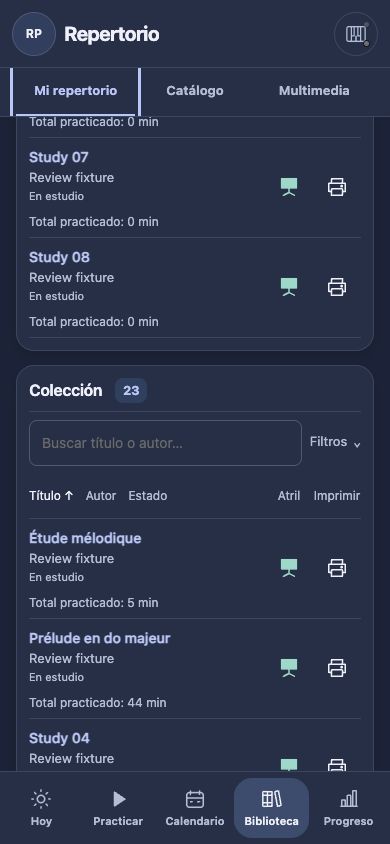 RP Repertorio
Mi repertorio Catálogo Multimedia
Total practicado: 0 min
Study 07
Review fixture
En estudio
Total practicado: 0 min
Study 08
Review fixture
En estudio
Total practicado: 0 min
Colección 23
Buscar título o autor...
Filtros
Título ↑ Autor Estado Atril Imprimir
Étude mélodique
Review fixture
En estudio
Total practicado: 5 min
Prélude en do majeur
Review fixture
En estudio
Total practicado: 44 min
Study 04
Review fixture
Hoy Practicar Calendario Biblioteca Progreso